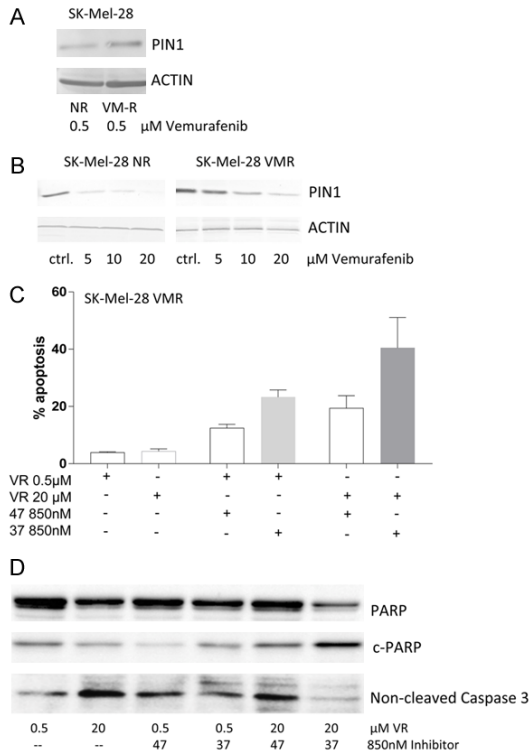 A
SK-Mel-28
PIN1
ACTIN
NR VM-R
0.5 0.5 µM Vemurafenib
B
SK-Mel-28 NR SK-Mel-28 VMR
PIN1
ACTIN
ctrl. 5 10 20 ctrl. 5 10 20 µM Vemurafenib
C
SK-Mel-28 VMR
% apoptosis
60
40
20
0
VR 0.5µM + - + + - -
VR 20 µM - + - - + +
47 850nM - - + - + -
37 850nM - - - + - +
D
PARP
c-PARP
Non-cleaved Caspase 3
0.5 20 0.5 0.5 20 20 µM VR
-- -- 47 37 47 37 850nM Inhibitor